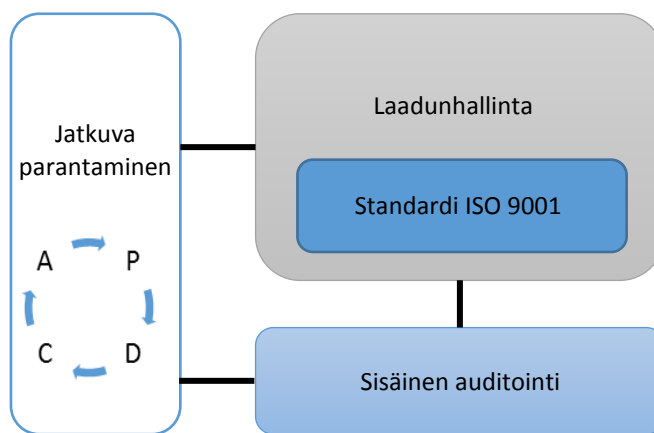 Jatkuva
parantaminen
A P
C D
Laadunhallinta
Standardi ISO 9001
Sisäinen auditointi